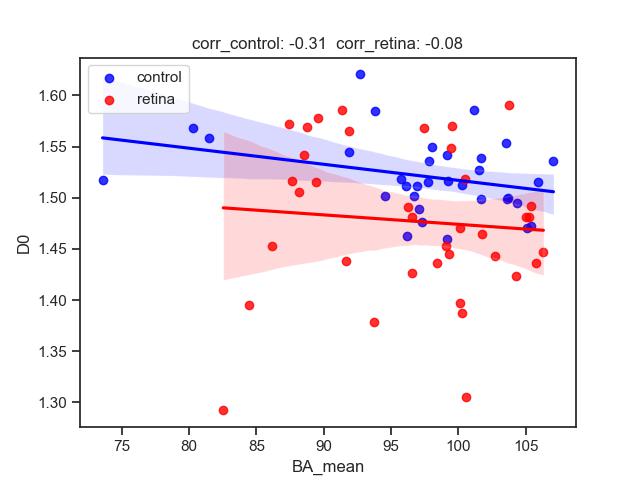 corr_control: -0.31  corr_retina: -0.08
control
retina
1.60
1.55
1.50
1.45
1.40
1.35
1.30
D0
75 80 85 90 95 100 105
BA_mean